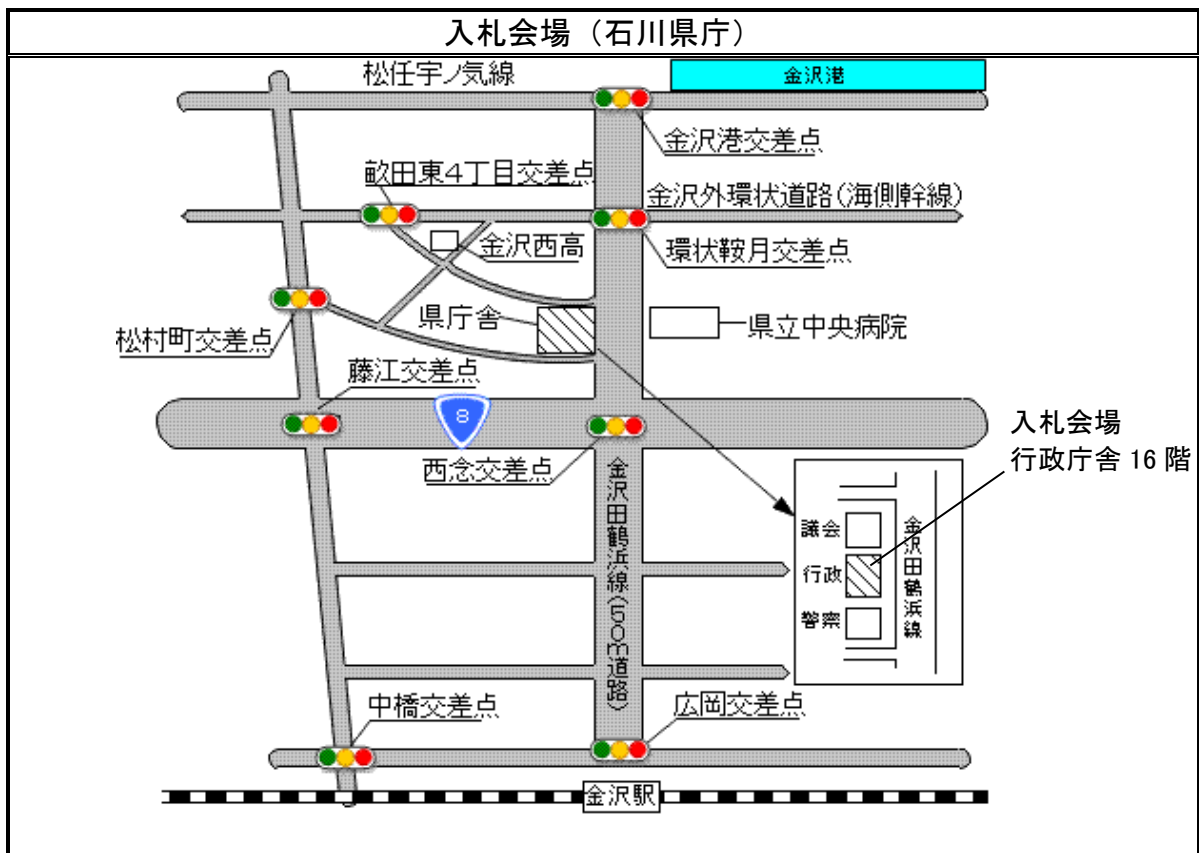 入札会場（石川県庁）
松任宇ノ気線
金沢港
金沢港交差点
畝田東4丁目交差点
金沢外環状道路(海側幹線)
金沢西高
環状鞍月交差点
県庁舎
県立中央病院
松村町交差点
藤江交差点
8
西念交差点
入札会場
行政庁舎 16 階
金沢田鶴浜線(50m道路)
議会
行政
警察
金沢田鶴浜線
中橋交差点
広岡交差点
金沢駅